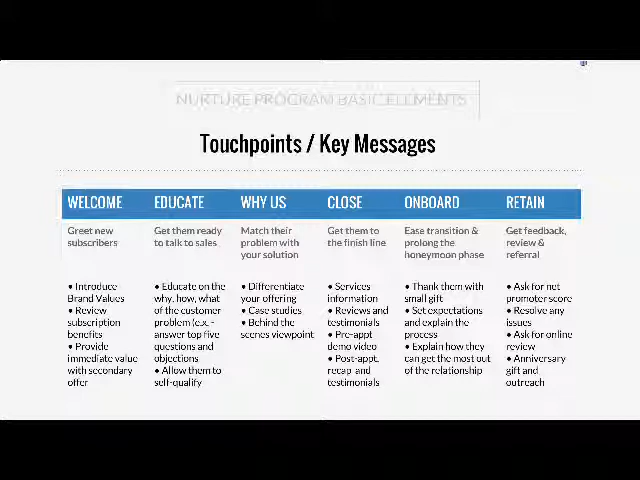 NURTURE PROGRAM BASIC ELEMENTS
Touchpoints / Key Messages
WELCOME
Greet new
subscribers
• Introduce
Brand Values
• Review
subscription
benefits
• Provide
immediate value
with secondary
offer
EDUCATE
Get them ready
to talk to sales
• Educate on the
why, how, what
of the customer
problem (e.x. -
answer top five
questions and
objections
• Allow them to
self-qualify
WHY US
Match their
problem with
your solution
• Differentiate
your offering
• Case studies
• Behind the
scenes viewpoint
CLOSE
Get them to
the finish line
• Services
information
• Reviews and
testimonials
• Pre-appt
demo video
• Post-appt,
recap and
testimonials
ONBOARD
Ease transition &
prolong the
honeymoon phase
• Thank them with
small gift
• Set expectations
and explain the
process
• Explain how they
can get the most out
of the relationship
RETAIN
Get feedback,
review &
referral
• Ask for net
promoter score
• Resolve any
issues
• Ask for online
review
• Anniversary
gift and
outreach